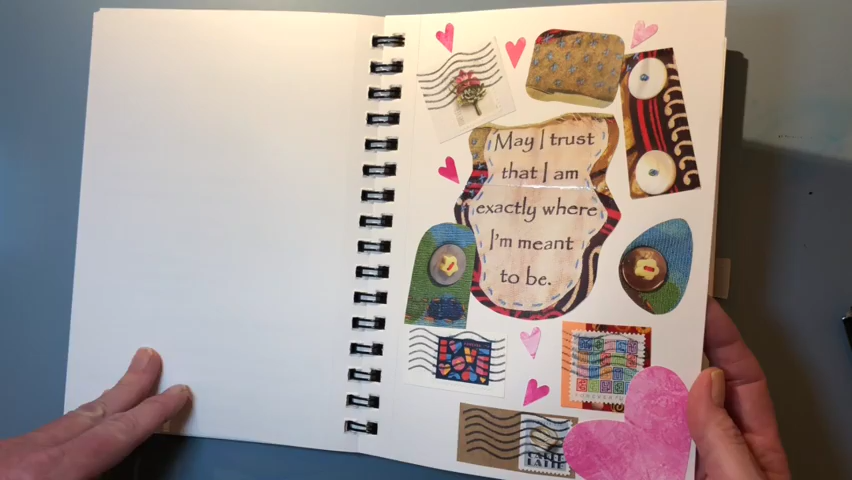 May I trust
that I am
exactly where
I'm meant
to be.